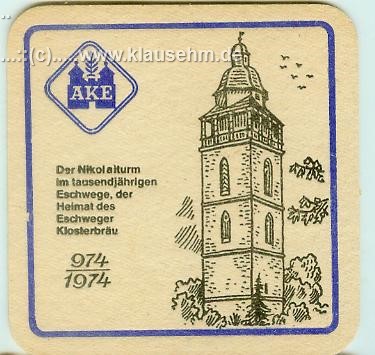 ...::(c)....:www.klausehm.de
AKE
Der Nikolaiturm
im tausendjährigen
Eschwege, der
Heimat des
Eschweger
Klosterbräu
974
1974